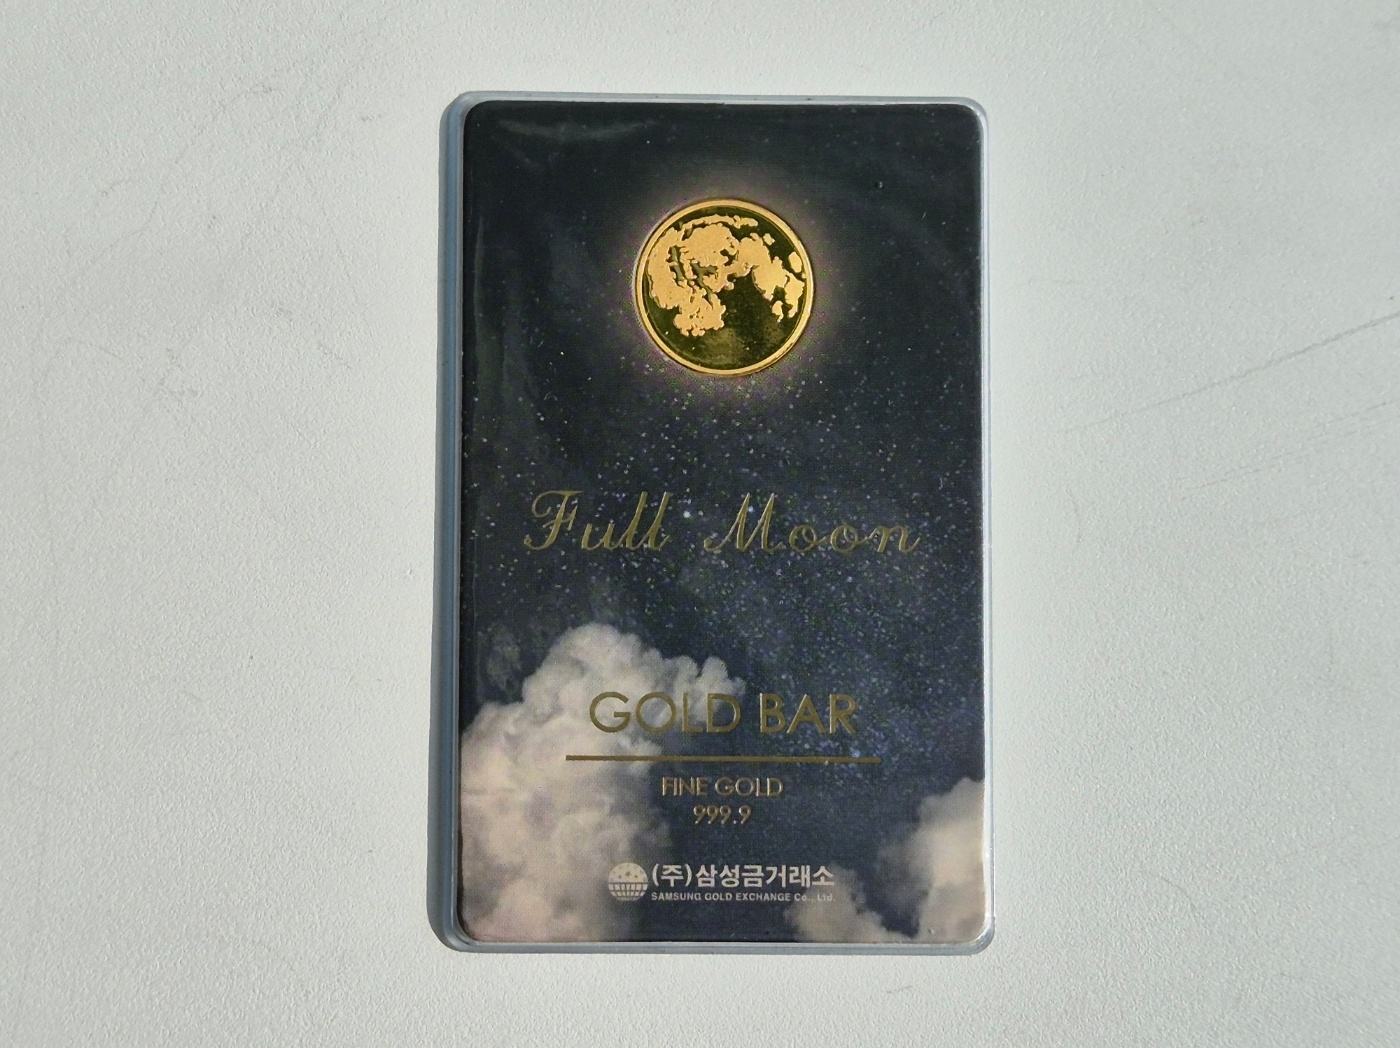 Full Moon
GOLD BAR
FINE GOLD
999.9
(주)삼성금거래소
SAMSUNG GOLD EXCHANGE Co., Ltd.